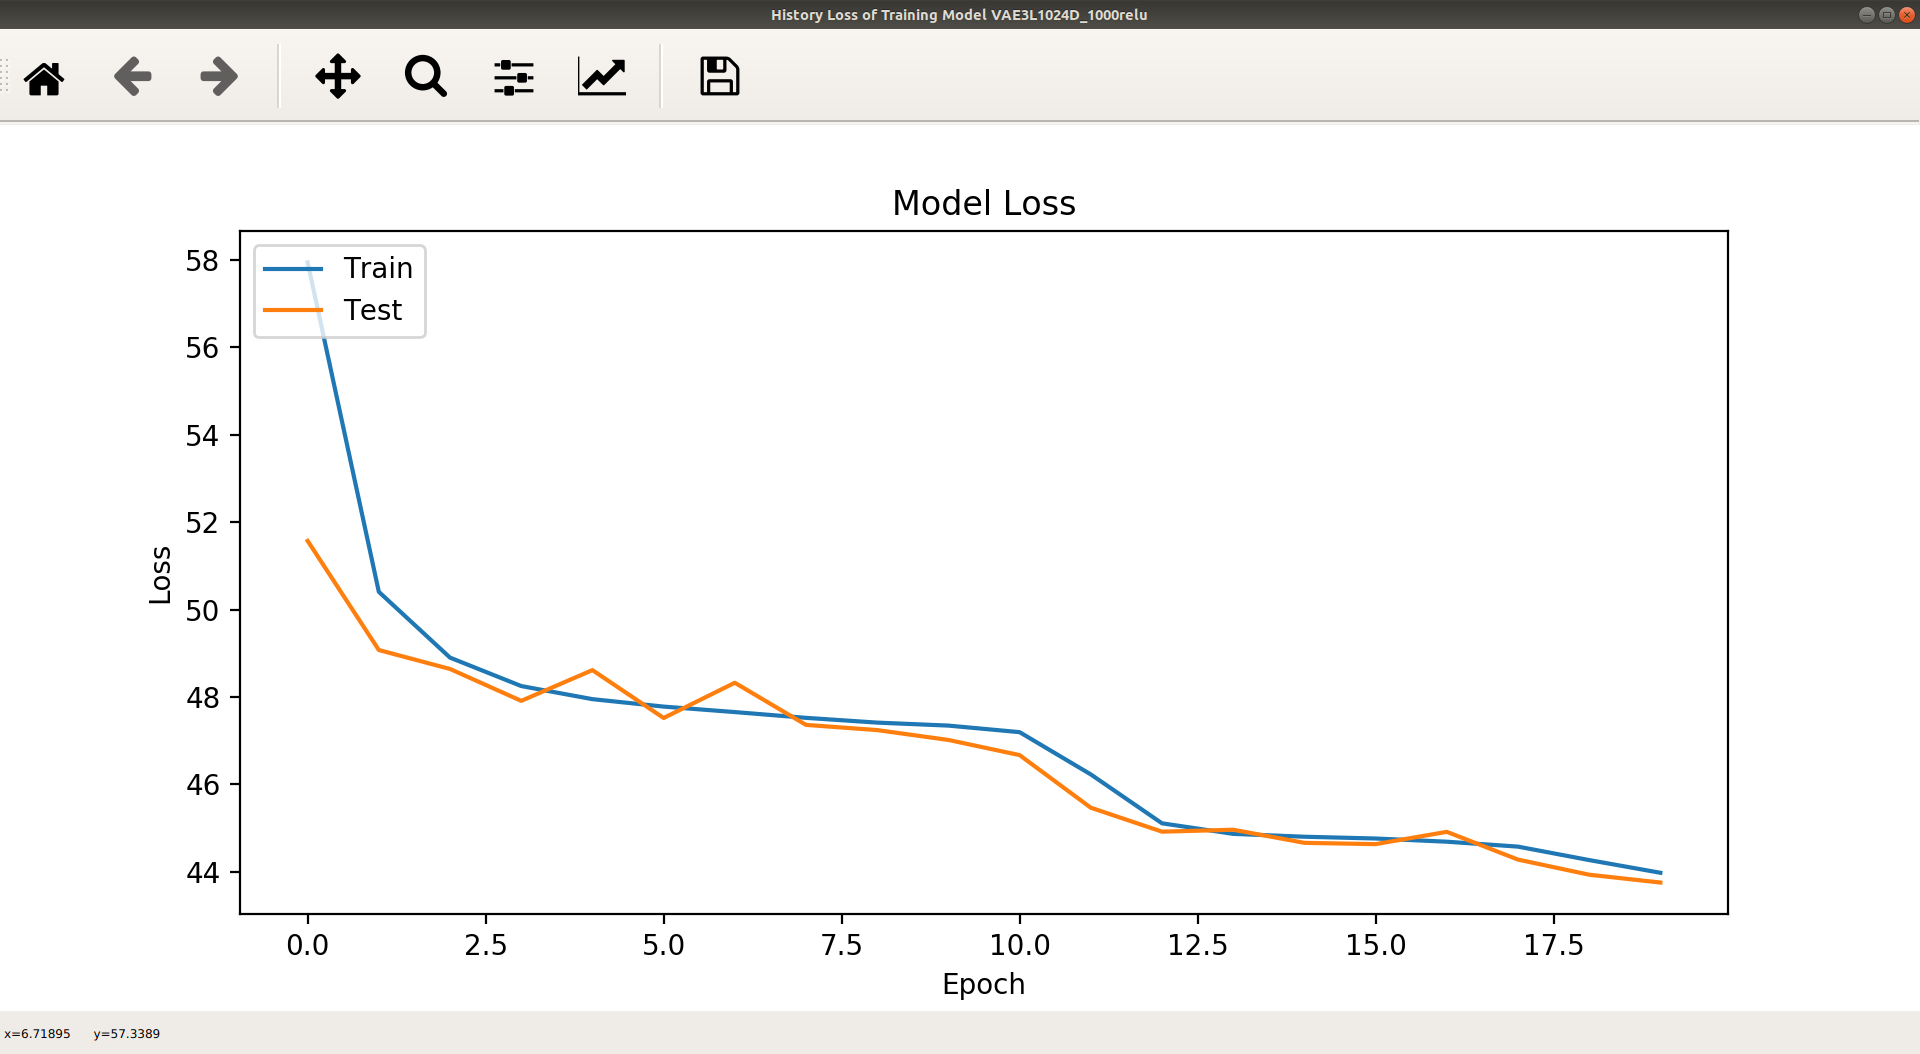 History Loss of Training Model VAE3L1024D_1000relu
Model Loss
Train
Test
58
56
54
52
50
48
46
44
Loss
0.0 2.5 5.0 7.5 10.0 12.5 15.0 17.5
Epoch
x=6.71895 y=57.3389